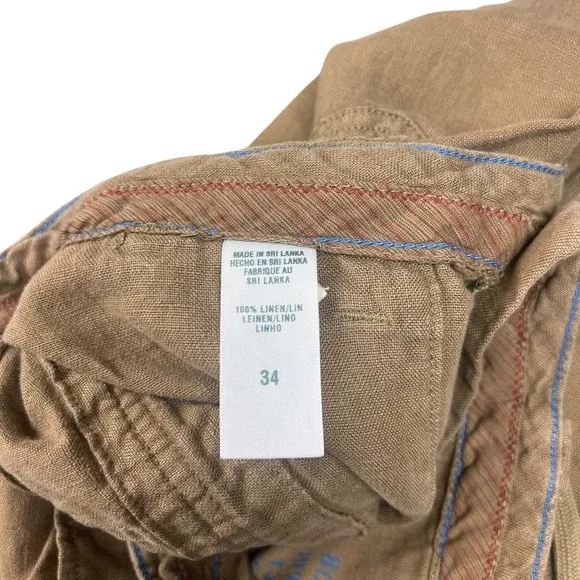 MADE IN SRI LANKA
HECHO EN SRI LANKA
FABRIQUE AU
SRI LANKA
100% LINEN/LIN
LEINEN/LINO
LINHO
34